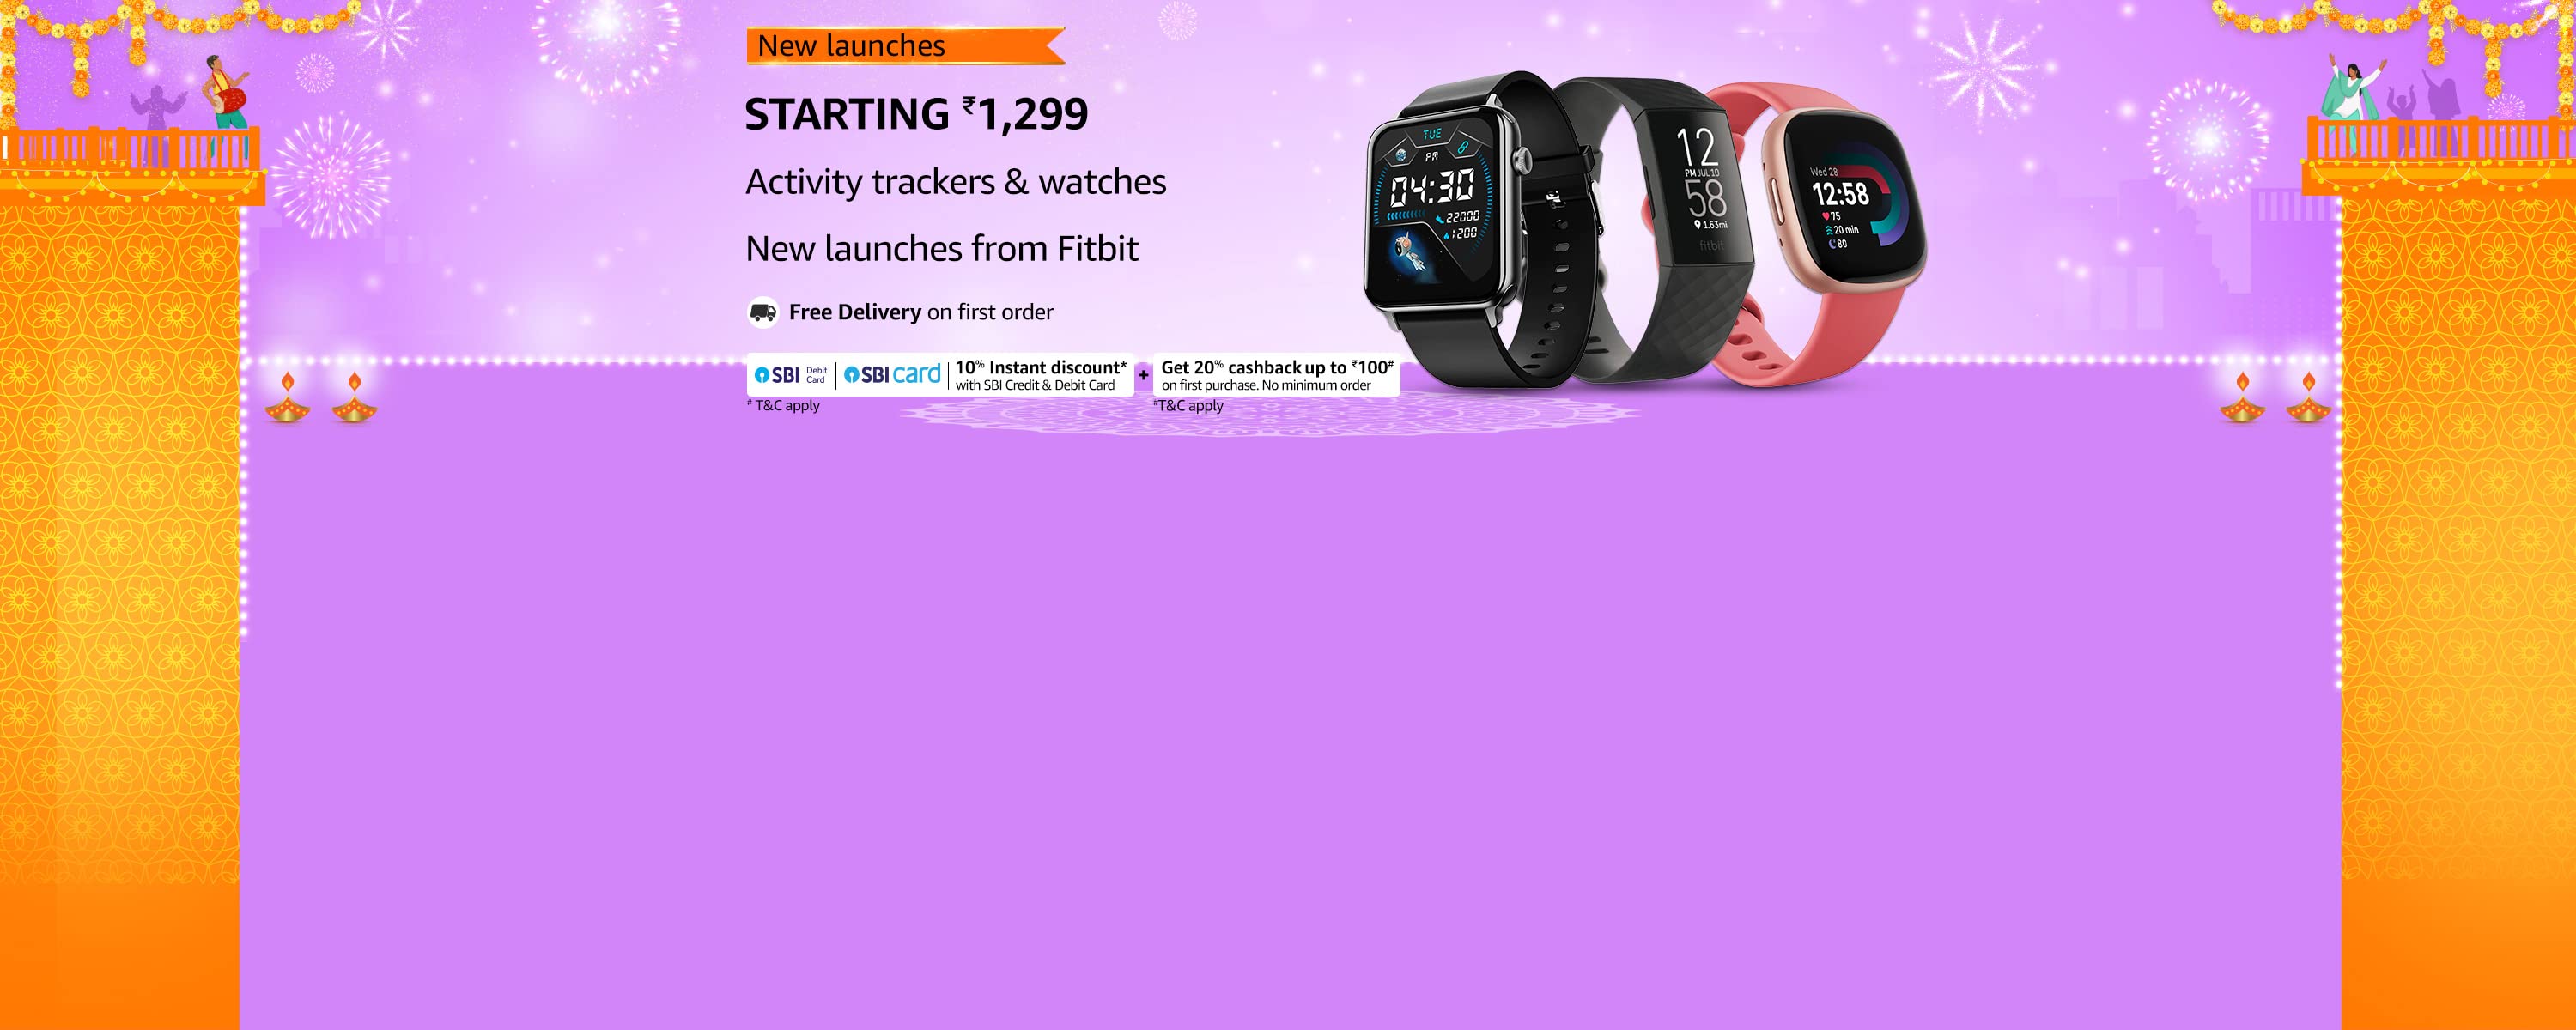 New launches
STARTING ₹1,299
Activity trackers & watches
New launches from Fitbit
Free Delivery on first order
SBI Debit Card | SBI card | 10% Instant discount* with SBI Credit & Debit Card + Get 20% cashback up to ₹100# on first purchase. No minimum order
# T&C apply
#T&C apply
TUE
8
PM
04:30
22000
1200
12
PM JUL 10
58
1.63mi
fitbit
Wed 28
12:58
75
20 min
80